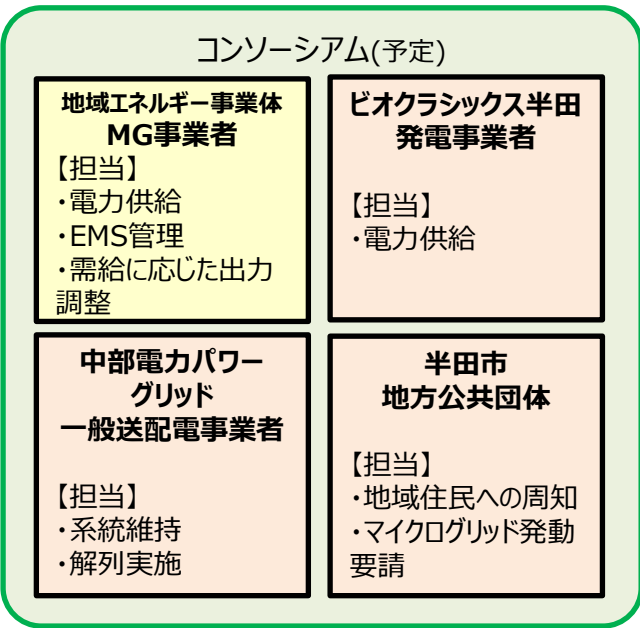 コンソーシアム(予定)
地域エネルギー事業体
MG事業者
【担当】
・電力供給
・EMS管理
・需給に応じた出力
調整
ビオクラシックス半田
発電事業者
【担当】
・電力供給
中部電力パワー
グリッド
一般送配電事業者
【担当】
・系統維持
・解列実施
半田市
地方公共団体
【担当】
・地域住民への周知
・マイクログリッド発動
要請